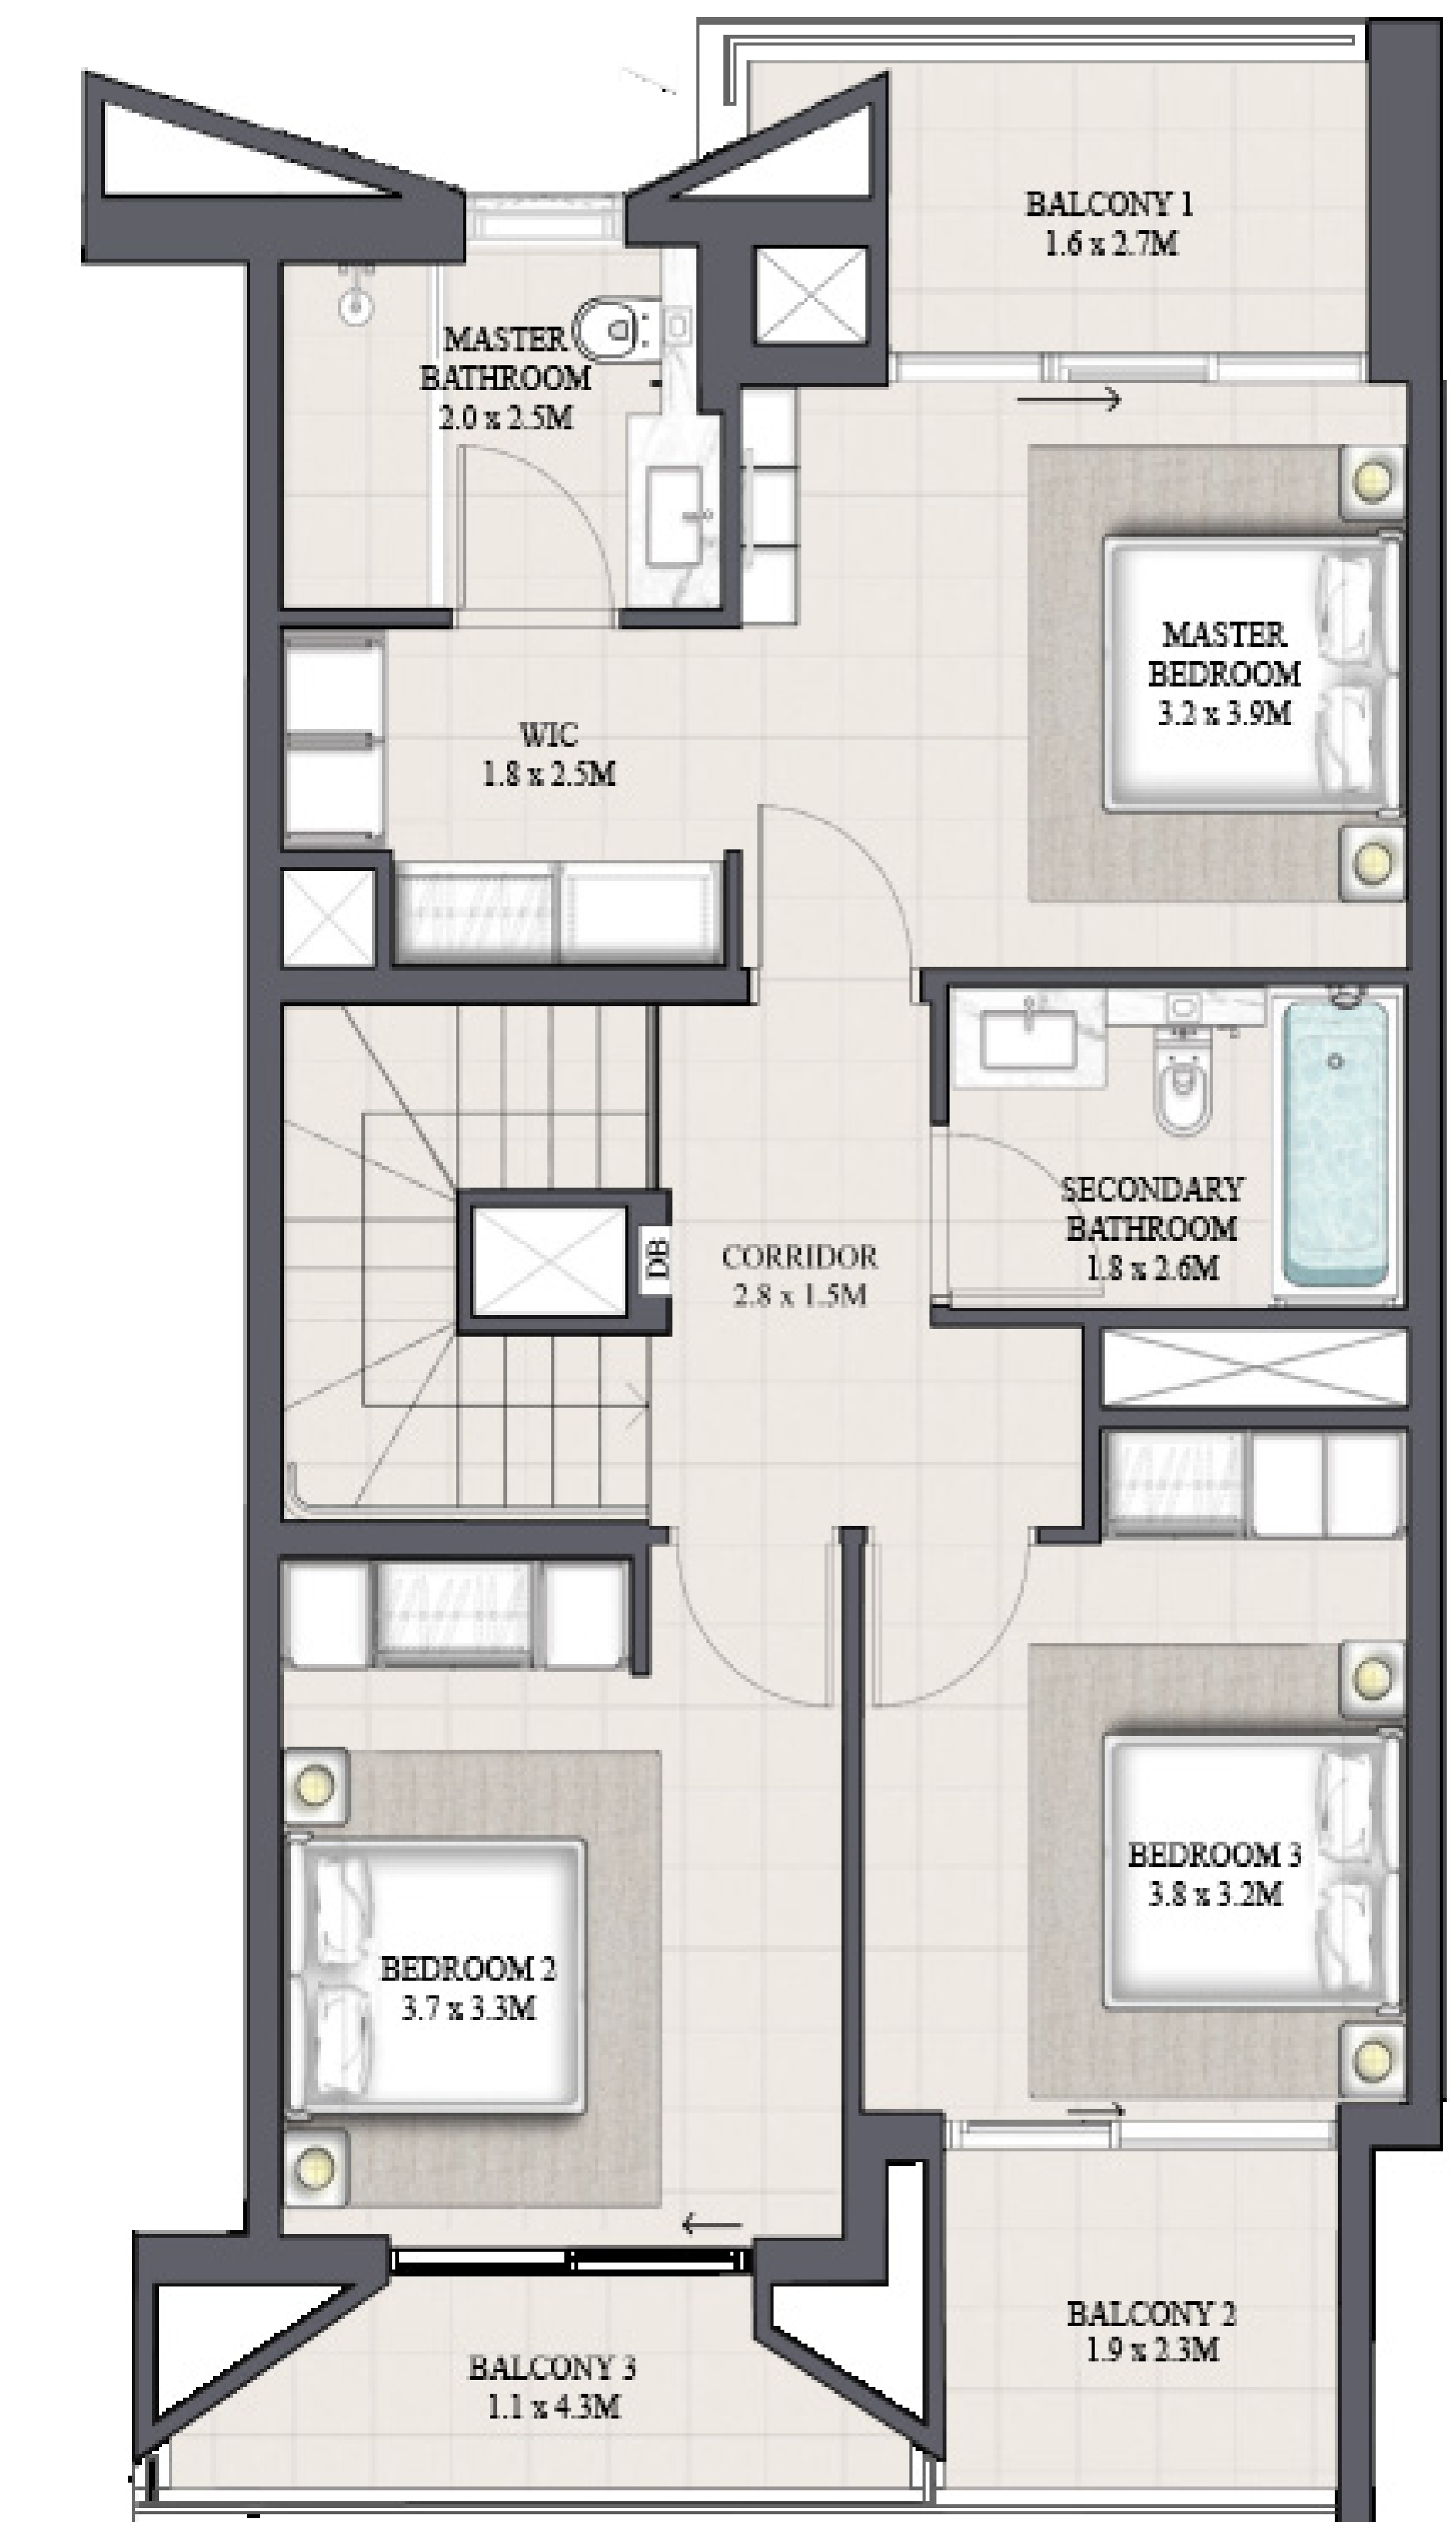 BALCONY 1
1.6 x 2.7M
MASTER
BATHROOM
2.0 x 2.5M
MASTER
BEDROOM
3.2 x 3.9M
WIC
1.8 x 2.5M
SECONDARY
BATHROOM
1.8 x 2.6M
DB
CORRIDOR
2.8 x 1.5M
BEDROOM 3
3.8 x 3.2M
BEDROOM 2
3.7 x 3.3M
BALCONY 2
1.9 x 2.3M
BALCONY 3
1.1 x 4.3M